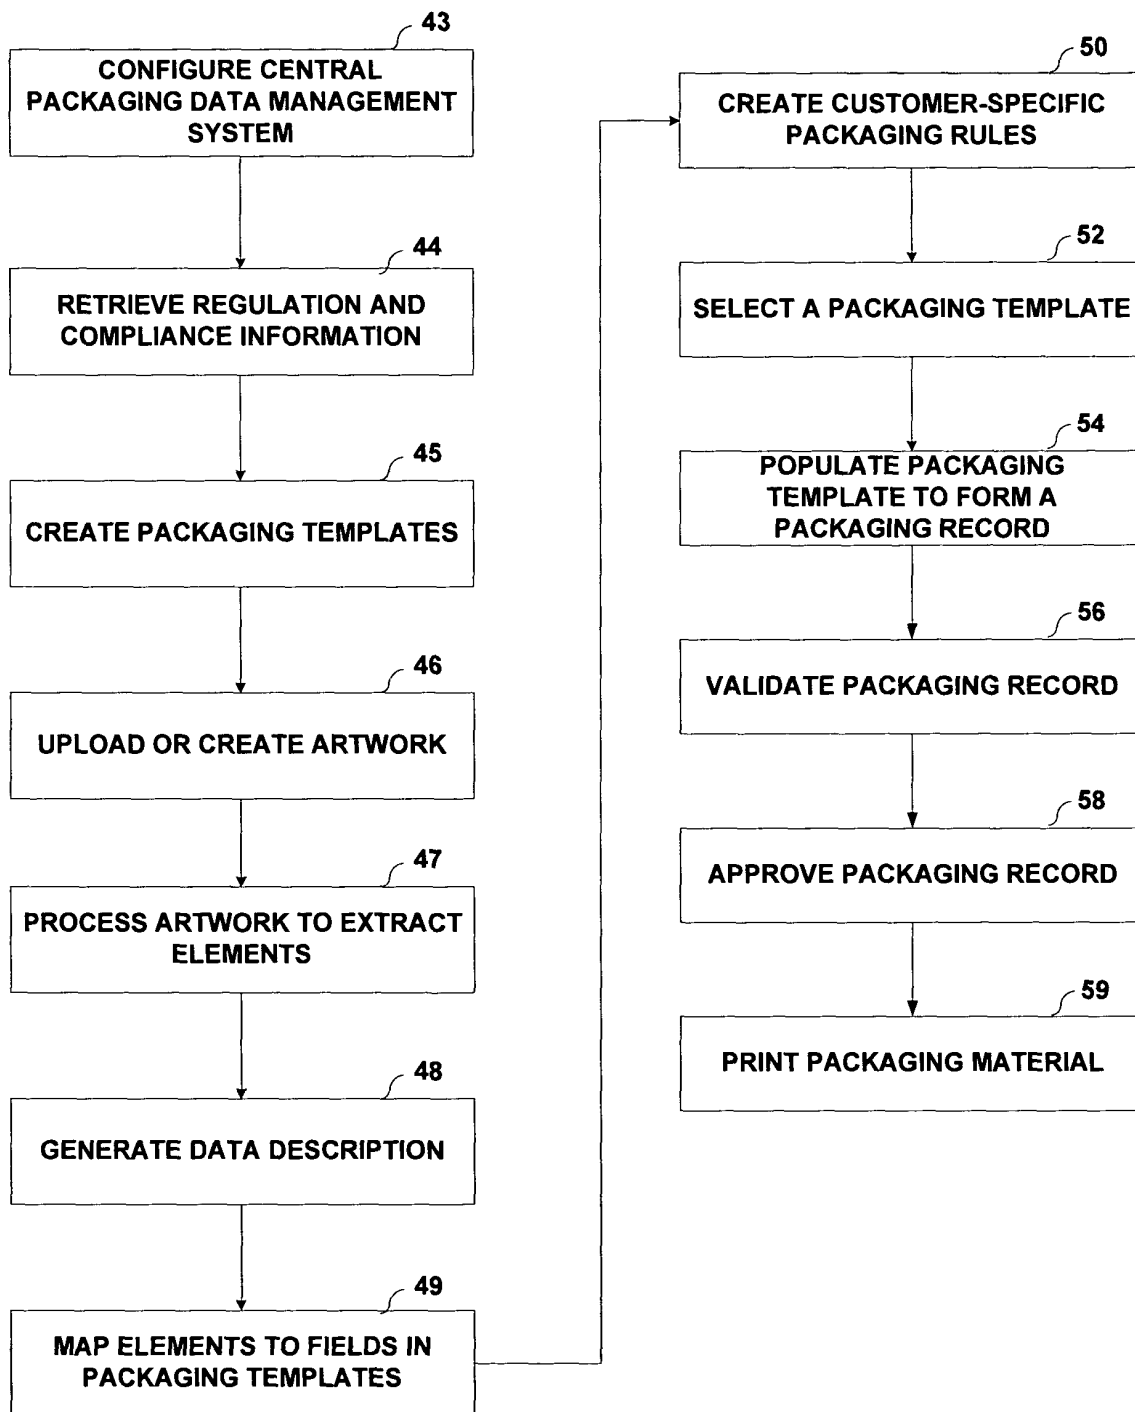 43
CONFIGURE CENTRAL
PACKAGING DATA MANAGEMENT
SYSTEM
44
RETRIEVE REGULATION AND
COMPLIANCE INFORMATION
45
CREATE PACKAGING TEMPLATES
46
UPLOAD OR CREATE ARTWORK
47
PROCESS ARTWORK TO EXTRACT
ELEMENTS
48
GENERATE DATA DESCRIPTION
49
MAP ELEMENTS TO FIELDS IN
PACKAGING TEMPLATES
50
CREATE CUSTOMER-SPECIFIC
PACKAGING RULES
52
SELECT A PACKAGING TEMPLATE
54
POPULATE PACKAGING
TEMPLATE TO FORM A
PACKAGING RECORD
56
VALIDATE PACKAGING RECORD
58
APPROVE PACKAGING RECORD
59
PRINT PACKAGING MATERIAL